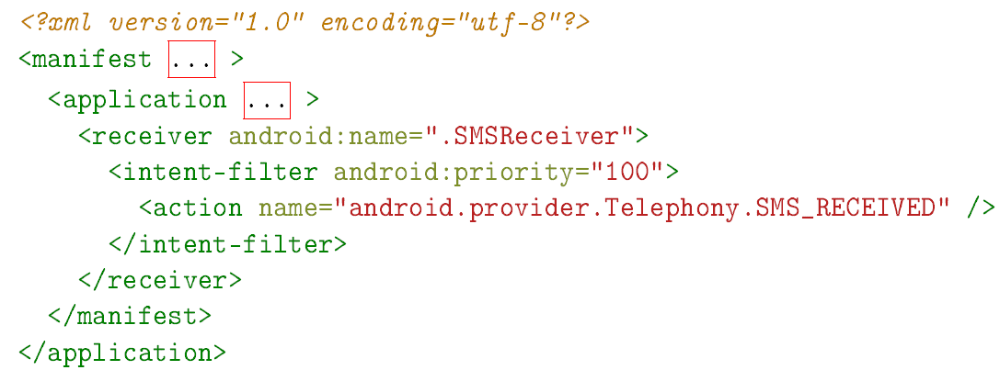 <?xml version="1.0" encoding="utf-8"?>
<manifest ... >
  <application ... >
    <receiver android:name=".SMSReceiver">
      <intent-filter android:priority="100">
        <action name="android.provider.Telephony.SMS_RECEIVED" />
      </intent-filter>
    </receiver>
  </manifest>
</application>